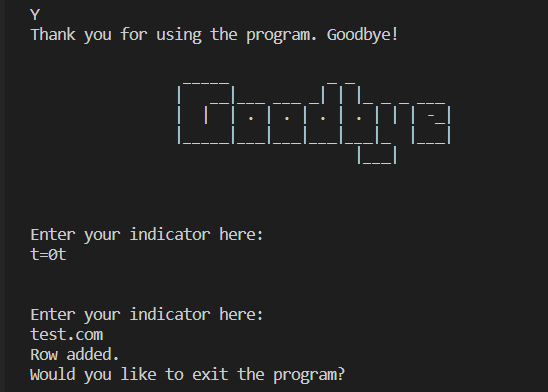 Y
Thank you for using the program. Goodbye!
Goodbye
Enter your indicator here:
t=0t
Enter your indicator here:
test.com
Row added.
Would you like to exit the program?